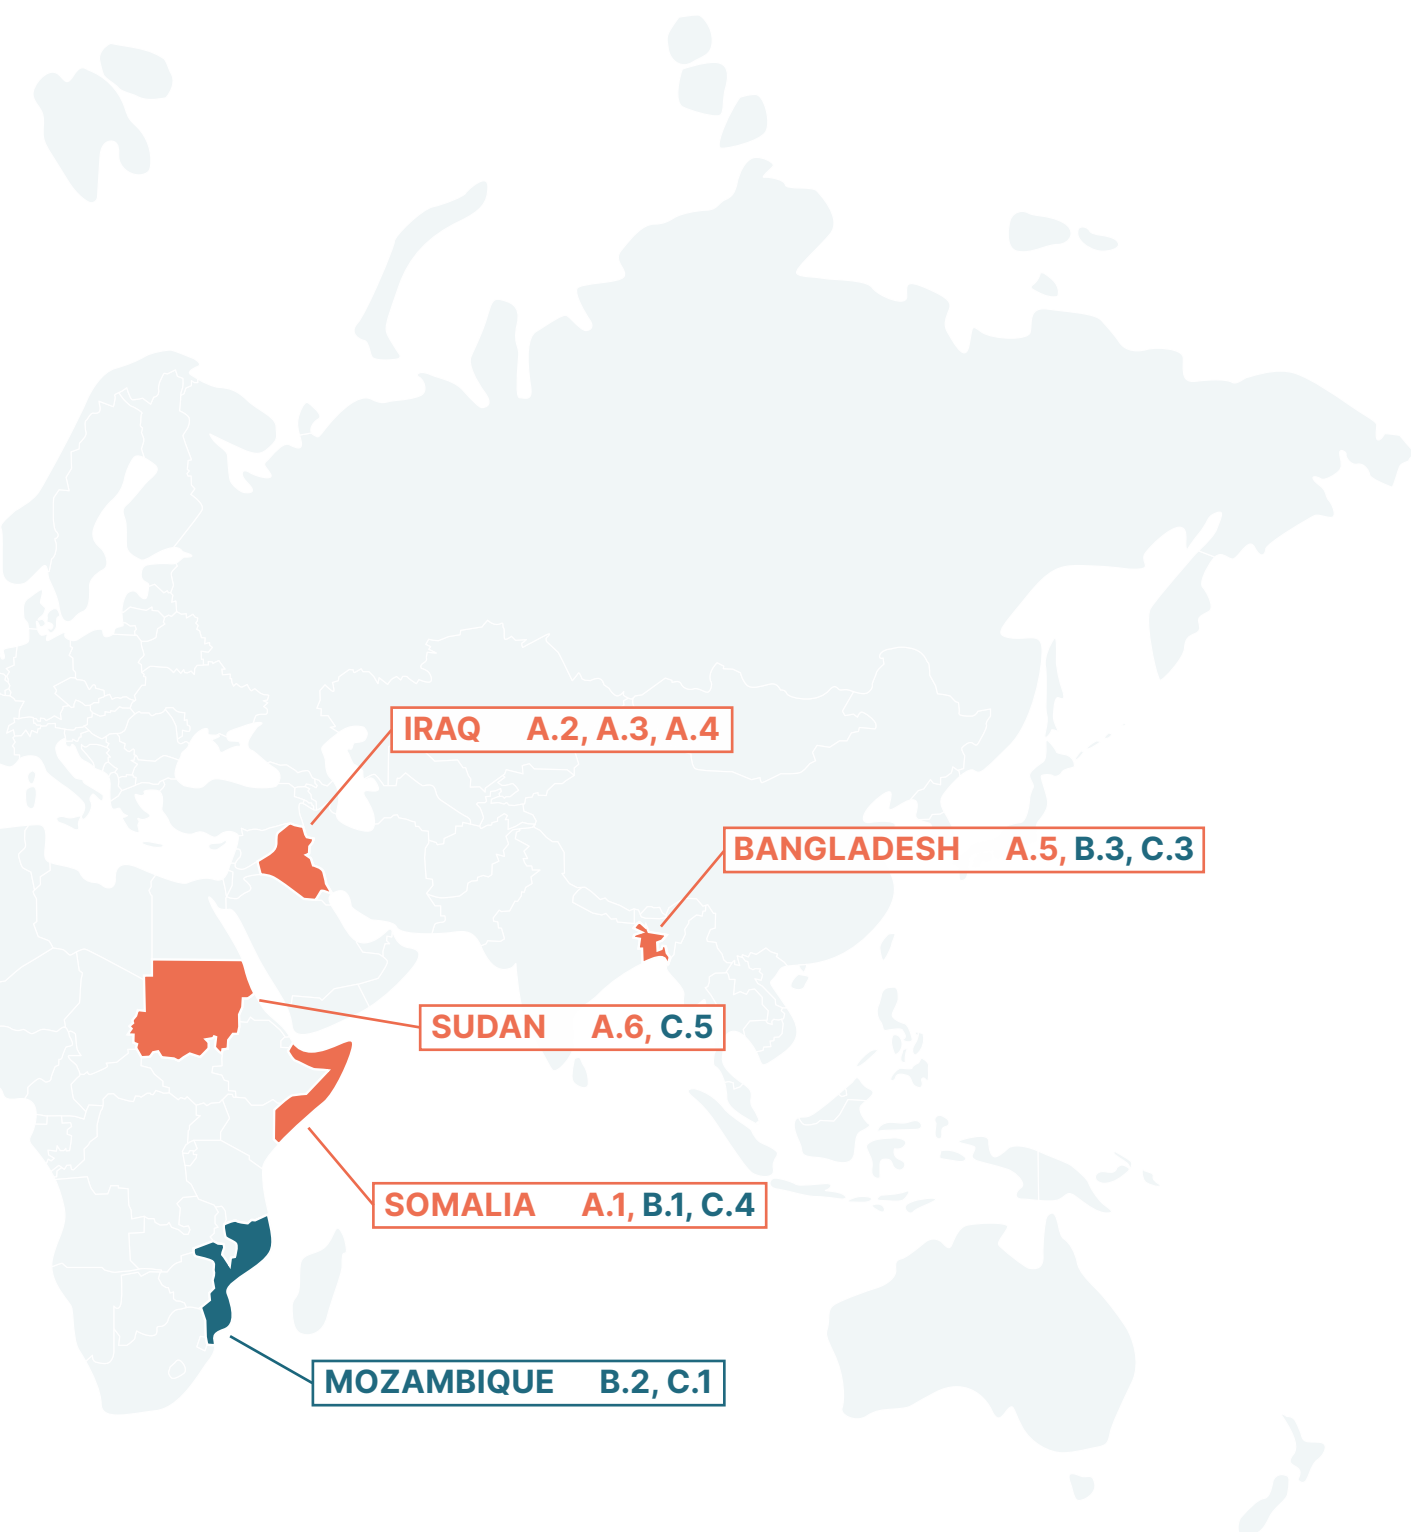 IRAQ A.2, A.3, A.4
BANGLADESH A.5, B.3, C.3
SUDAN A.6, C.5
SOMALIA A.1, B.1, C.4
MOZAMBIQUE B.2, C.1